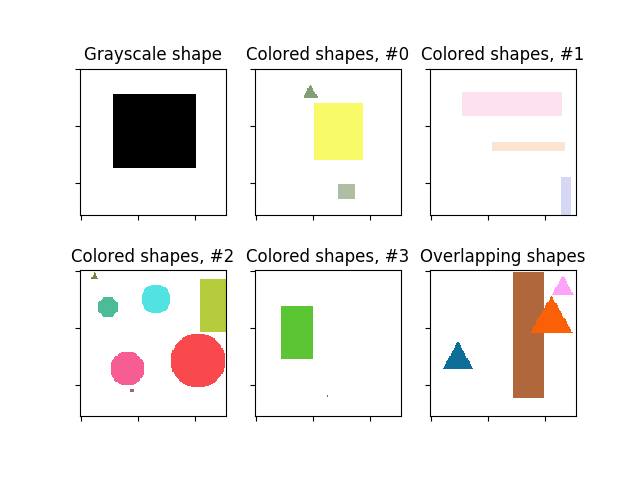 Grayscale shape
Colored shapes, #0
Colored shapes, #1
Colored shapes, #2
Colored shapes, #3
Overlapping shapes